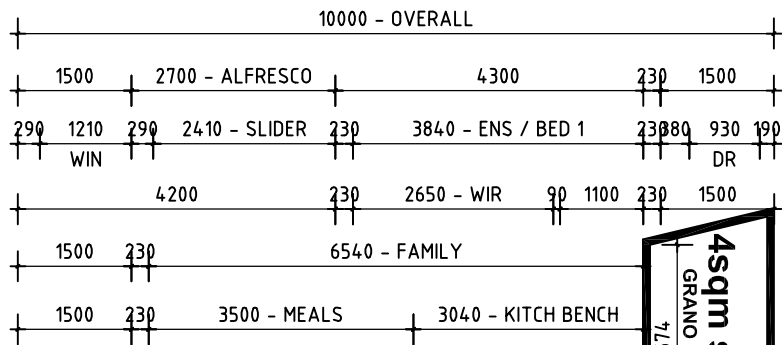 10000 - OVERALL
1500 2700 - ALFRESCO 4300 230 1500
290 1210 290 2410 - SLIDER 230 3840 - ENS / BED 1 230 380 930 190
WIN DR
4200 230 2650 - WIR 90 1100 230 1500
1500 230 6540 - FAMILY
1500 230 3500 - MEALS 3040 - KITCH BENCH
4sqm
GRANO